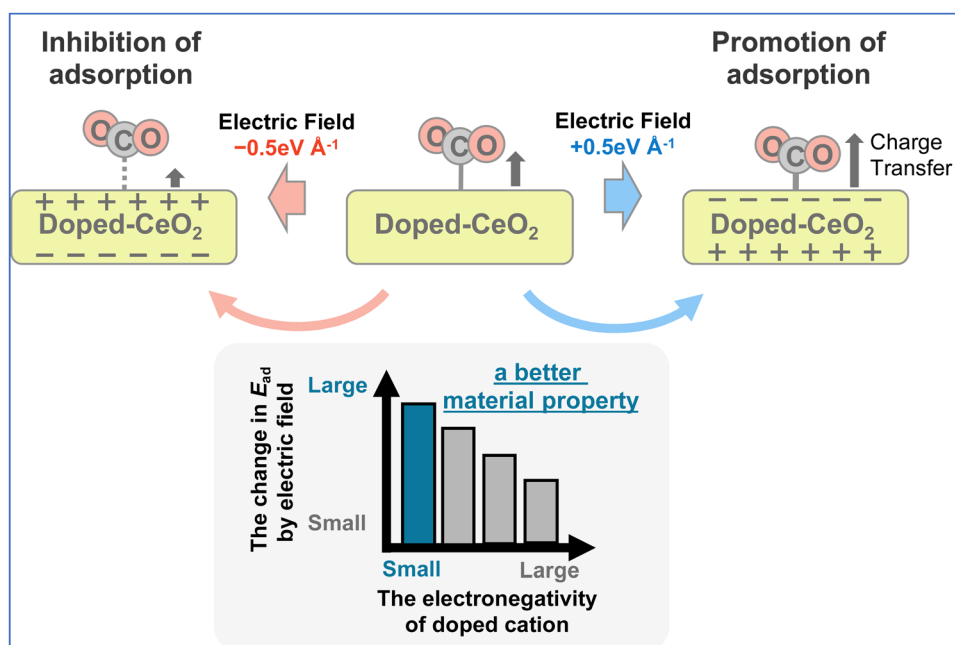 Inhibition of
adsorption
Promotion of
adsorption
Electric Field
−0.5eV Å⁻¹
Electric Field
+0.5eV Å⁻¹
O C O
O C O
O C O
Charge
Transfer
+ + + + + +
Doped-CeO₂
− − − − − −
Doped-CeO₂
− − − − − −
Doped-CeO₂
+ + + + + +
a better
material property
Large
Small
The change in E_ad
by electric field
Small
Large
The electronegativity
of doped cation